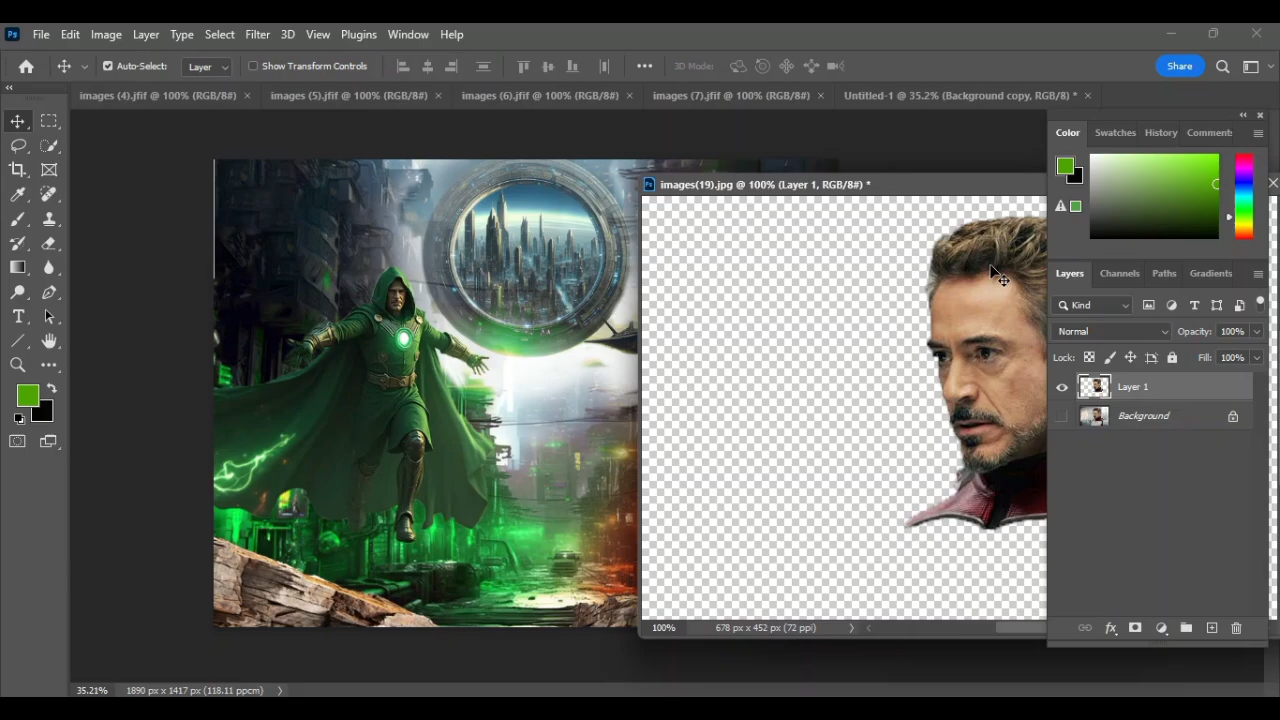 Ps File Edit Image Layer Type Select Filter 3D View Plugins Window Help
Auto-Select: Layer Show Transform Controls 3D Mode: Share
images (4).jfif @ 100% (RGB/8#) images (5).jfif @ 100% (RGB/8#) images (6).jfif @ 100% (RGB/8#) images (7).jfif @ 100% (RGB/8#) Untitled-1 @ 35.2% (Background copy, RGB/8) *
Color Swatches History Comment:
Ps images(19).jpg @ 100% (Layer 1, RGB/8#) *
Layers Channels Paths Gradients
Kind
Normal Opacity: 100%
Lock: Fill: 100%
Layer 1
Background
100% 678 px x 452 px (72 ppi)
fx
35.21% 1890 px x 1417 px (118.11 ppcm)